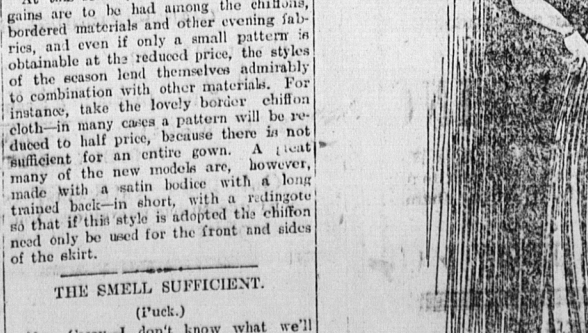 gains are to be had among the chiffons,
bordered materials and other evening fab-
rics, and even if only a small pattern is
obtainable at the reduced price, the styles
of the season lend themselves admirably
to combination with other materials. For
instance, take the lovely border chiffon
cloth—in many cases a pattern will be re-
duced to half price, because there is not
sufficient for an entire gown. A great
many of the new models are, however,
made with a satin bodice with a long
trained back—in short, with a redingote
so that if this style is adopted the chiffon
need only be used for the front and sides
of the skirt.
THE SMELL SUFFICIENT.
(Puck.)
I don't know what we'll